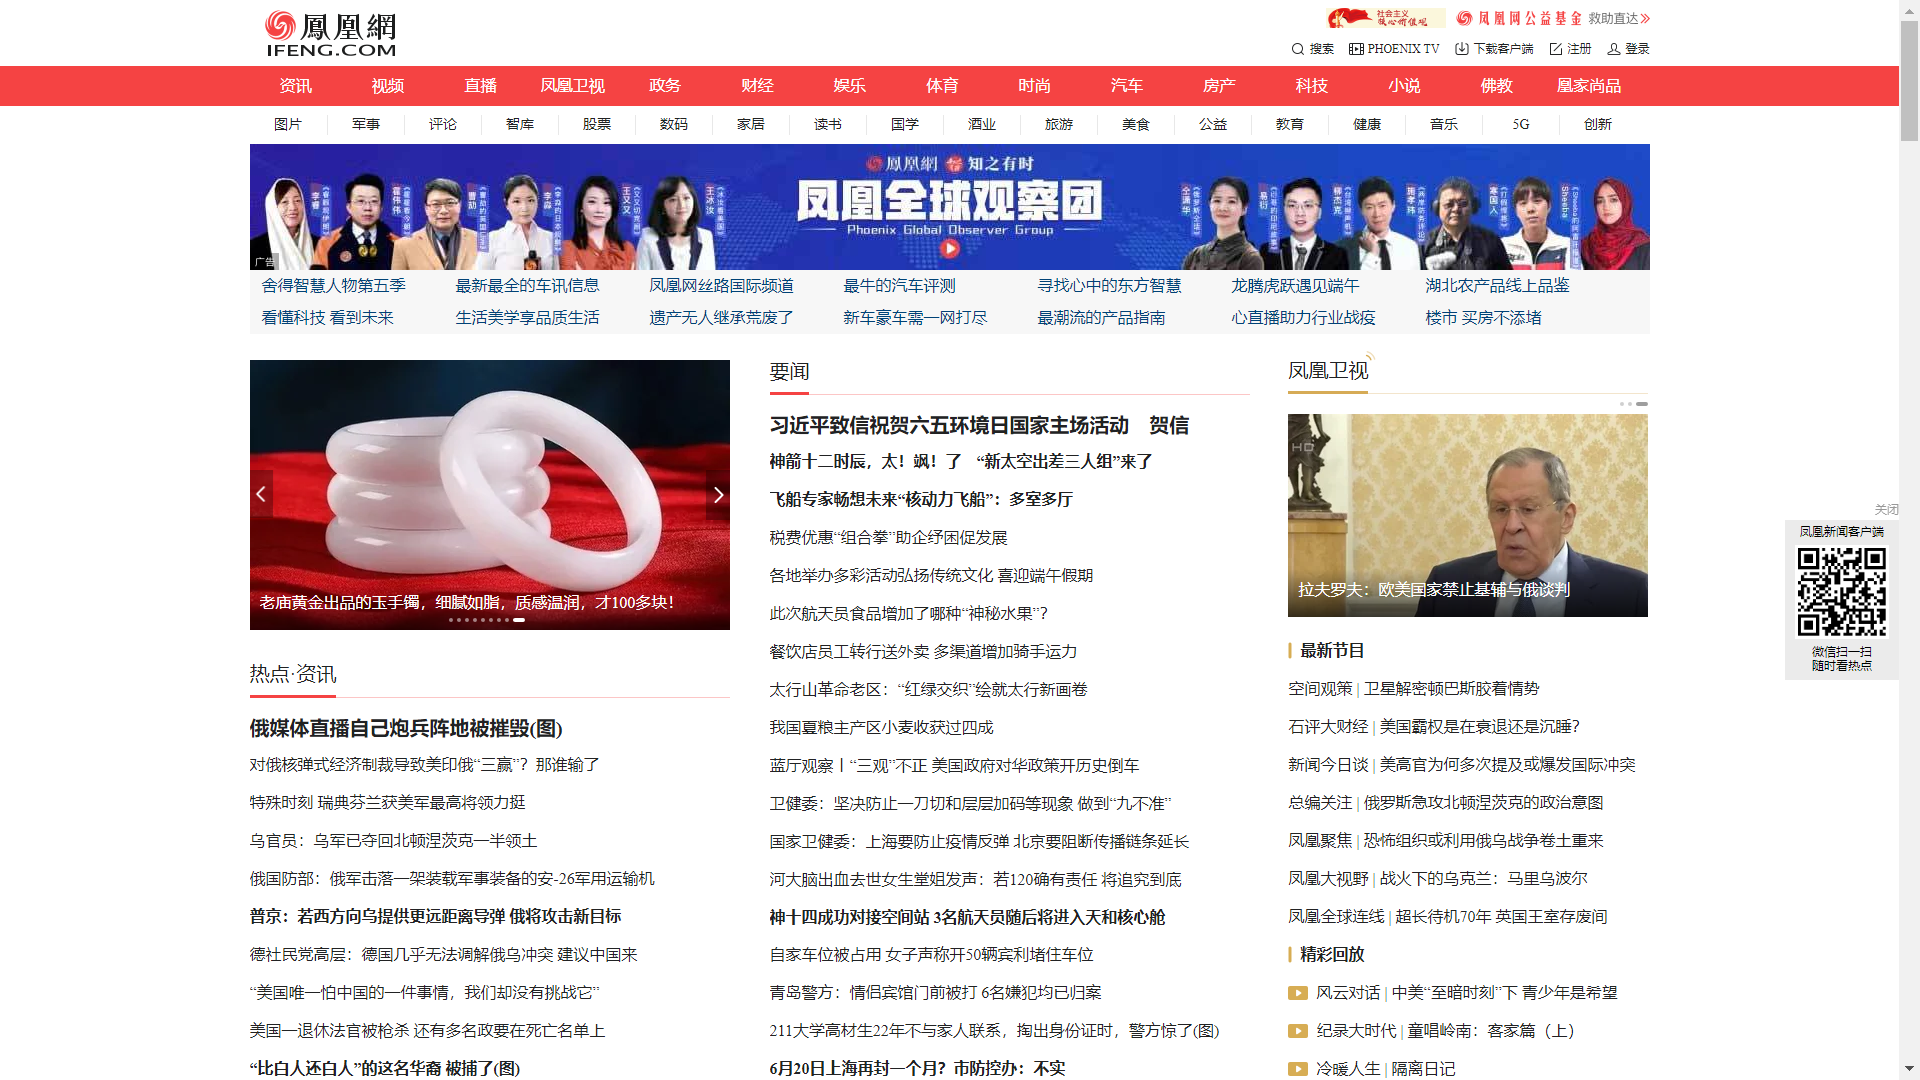 鳳凰網
IFENG.COM
社会主义
核心价值观
凤凰网公益基金 救助直达
搜索 PHOENIX TV 下载客户端 注册 登录
资讯 视频 直播 凤凰卫视 政务 财经 娱乐 体育 时尚 汽车 房产 科技 小说 佛教 凰家尚品
图片 军事 评论 智库 股票 数码 家居 读书 国学 酒业 旅游 美食 公益 教育 健康 音乐 5G 创新
鳳凰網 知之有时
凤凰全球观察团
Phoenix Global Observer Group
李睿
霍伟伟
曹劼
李淼
王又又
王冰汝
仝潇华
易衍
柳杰克
寒国人
Sheeba
广告
舍得智慧人物第五季 最新最全的车讯信息 凤凰网丝路国际频道 最牛的汽车评测 寻找心中的东方智慧 龙腾虎跃遇见端午 湖北农产品线上品鉴
看懂科技 看到未来 生活美学享品质生活 遗产无人继承荒废了 新车豪车需一网打尽 最潮流的产品指南 心直播助力行业战疫 楼市 买房不添堵
老庙黄金出品的玉手镯，细腻如脂，质感温润，才100多块！
热点·资讯
俄媒体直播自己炮兵阵地被摧毁(图)
对俄核弹式经济制裁导致美印俄“三赢”？那谁输了
特殊时刻 瑞典芬兰获美军最高将领力挺
乌官员：乌军已夺回北顿涅茨克一半领土
俄国防部：俄军击落一架装载军事装备的安-26军用运输机
普京：若西方向乌提供更远距离导弹 俄将攻击新目标
德社民党高层：德国几乎无法调解俄乌冲突 建议中国来
“美国唯一怕中国的一件事情，我们却没有挑战它”
美国一退休法官被枪杀 还有多名政要在死亡名单上
“比白人还白人”的这名华裔 被捕了(图)
要闻
习近平致信祝贺六五环境日国家主场活动 贺信
神箭十二时辰，太！飒！了 “新太空出差三人组”来了
飞船专家畅想未来“核动力飞船”：多室多厅
税费优惠“组合拳”助企纾困促发展
各地举办多彩活动弘扬传统文化 喜迎端午假期
此次航天员食品增加了哪种“神秘水果”？
餐饮店员工转行送外卖 多渠道增加骑手运力
太行山革命老区：“红绿交织”绘就太行新画卷
我国夏粮主产区小麦收获过四成
蓝厅观察丨“三观”不正 美国政府对华政策开历史倒车
卫健委：坚决防止一刀切和层层加码等现象 做到“九不准”
国家卫健委：上海要防止疫情反弹 北京要阻断传播链条延长
河大脑出血去世女生堂姐发声：若120确有责任 将追究到底
神十四成功对接空间站 3名航天员随后将进入天和核心舱
自家车位被占用 女子声称开50辆宾利堵住车位
青岛警方：情侣宾馆门前被打 6名嫌犯均已归案
211大学高材生22年不与家人联系，掏出身份证时，警方惊了(图)
6月20日上海再封一个月？市防控办：不实
凤凰卫视
HD
拉夫罗夫：欧美国家禁止基辅与俄谈判
最新节目
空间观策 | 卫星解密顿巴斯胶着情势
石评大财经 | 美国霸权是在衰退还是沉睡？
新闻今日谈 | 美高官为何多次提及或爆发国际冲突
总编关注 | 俄罗斯急攻北顿涅茨克的政治意图
凤凰聚焦 | 恐怖组织或利用俄乌战争卷土重来
凤凰大视野 | 战火下的乌克兰：马里乌波尔
凤凰全球连线 | 超长待机70年 英国王室存废间
精彩回放
风云对话 | 中美“至暗时刻”下 青少年是希望
纪录大时代 | 童唱岭南：客家篇（上）
冷暖人生 | 隔离日记
关闭
凤凰新闻客户端
微信扫一扫
随时看热点